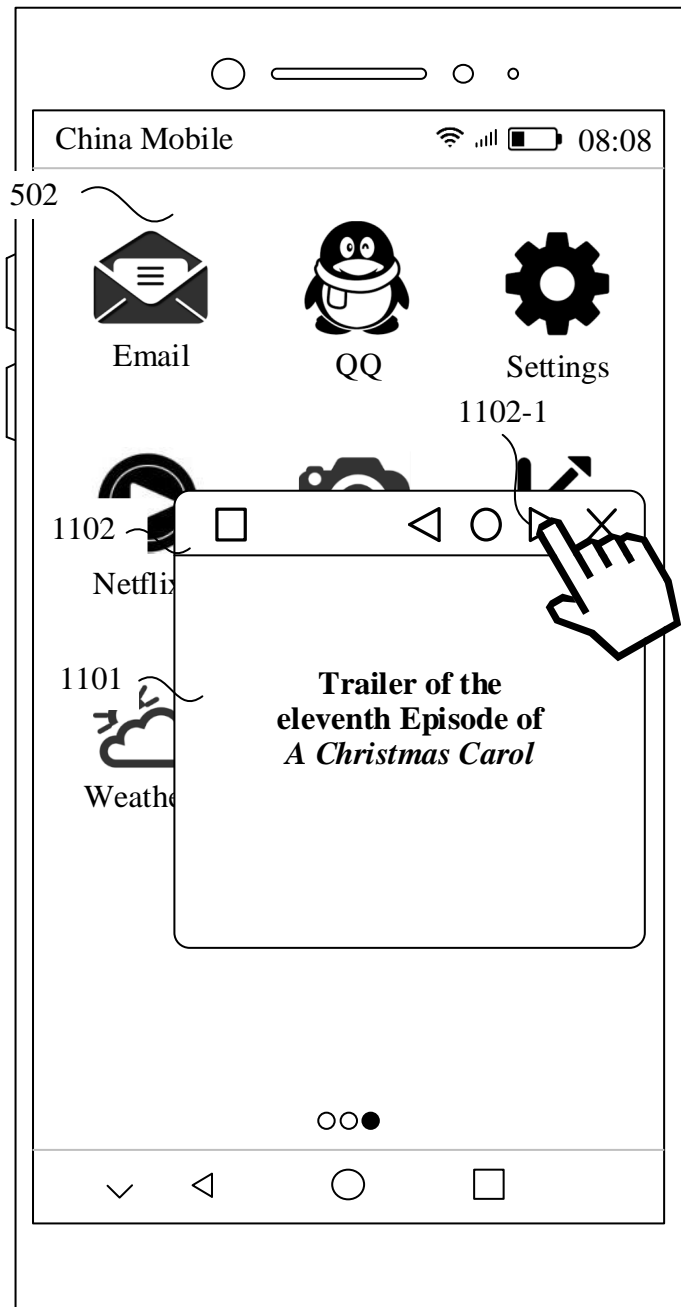 China Mobile 08:08
502
Email QQ Settings
1102-1
1102
Netflix
1101
Trailer of the
eleventh Episode of
A Christmas Carol
Weathe